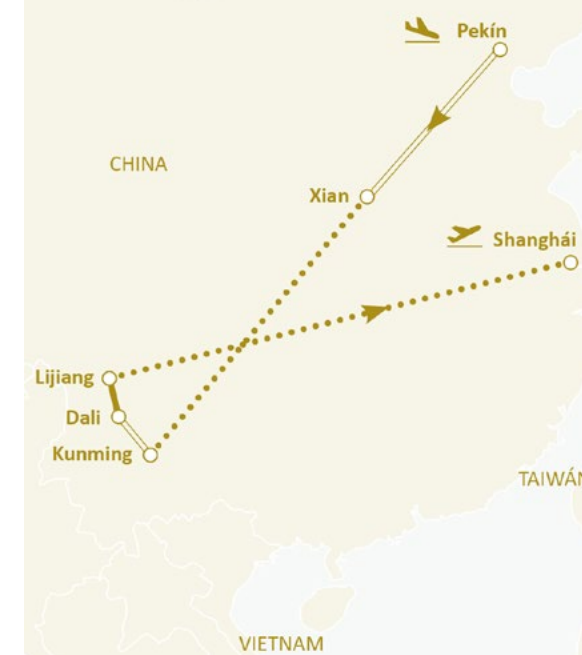 Pekín
CHINA
Xian
Shanghái
Lijiang
Dali
Kunming
TAIWÁN
VIETNAM